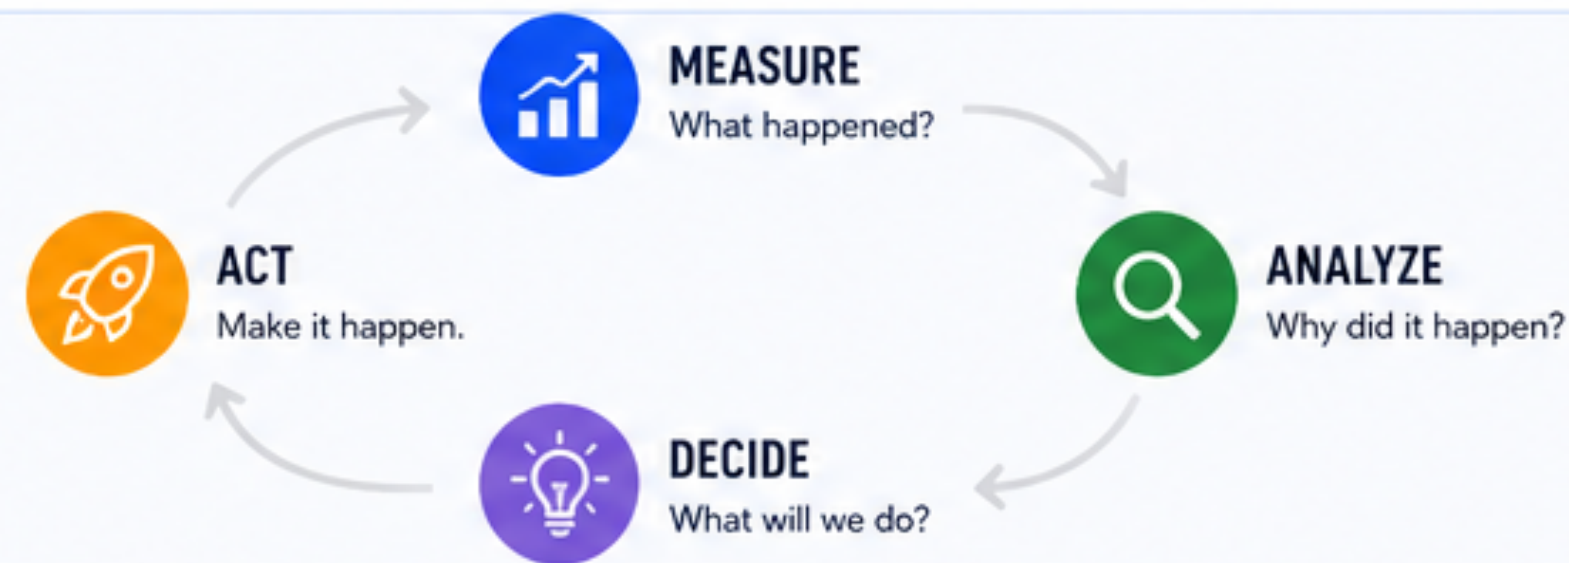 MEASURE
What happened?
ACT
Make it happen.
ANALYZE
Why did it happen?
DECIDE
What will we do?